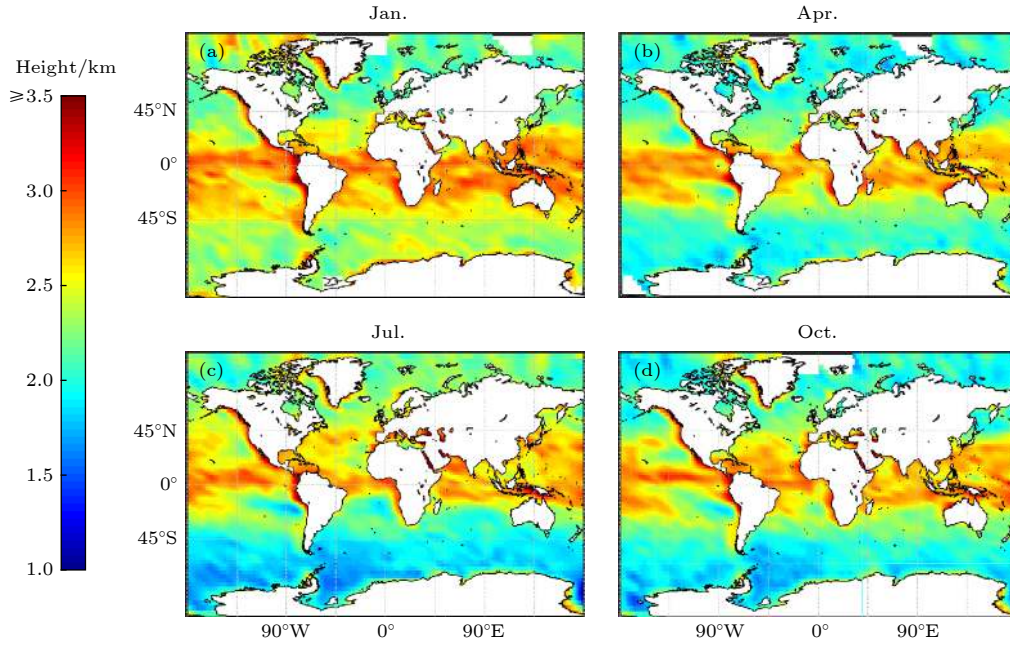 Jan.
Apr.
Height/km
(a)
(b)
⩾3.5
3.0
2.5
2.0
1.5
1.0
45°N
0°
45°S
Jul.
Oct.
(c)
(d)
45°N
0°
45°S
90°W
0°
90°E
90°W
0°
90°E